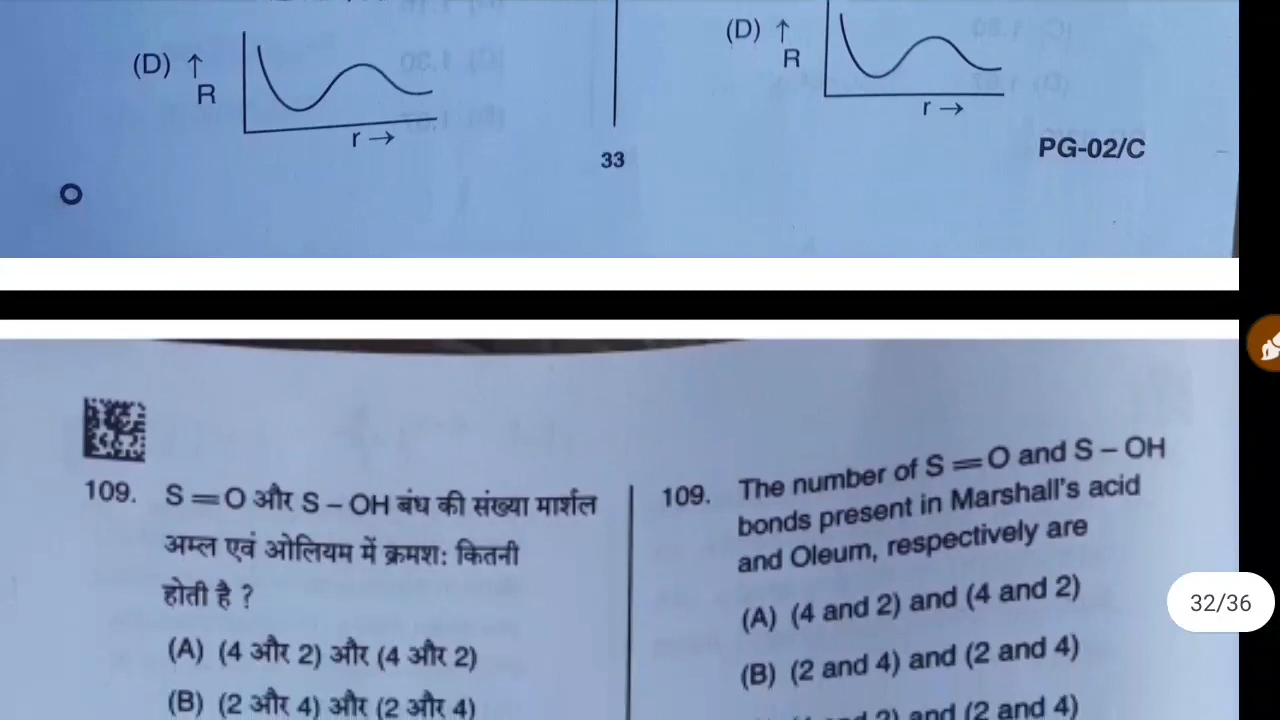 (D) ↑
R
r →
(D) ↑
R
r →
33
PG-02/C
109. S=O और S – OH बंध की संख्या मार्शल
अम्ल एवं ओलियम में क्रमशः कितनी
होती है ?
(A) (4 और 2) और (4 और 2)
(B) (2 और 4) और (2 और 4)
109. The number of S=O and S – OH
bonds present in Marshall's acid
and Oleum, respectively are
(A) (4 and 2) and (4 and 2)
(B) (2 and 4) and (2 and 4)
and 2) and (2 and 4)
32/36